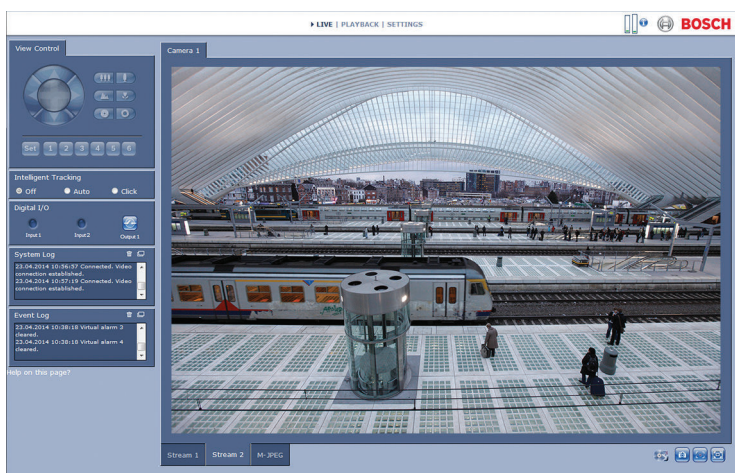 LIVE | PLAYBACK | SETTINGS
BOSCH
View Control
Set 1 2 3 4 5 6
Intelligent Tracking
Off Auto Click
Digital I/O
Input 1 Input 2 Output 1
System Log
23.04.2014 10:56:57 Connected. Video
connection established.
23.04.2014 10:57:19 Connected. Video
connection established.
Event Log
23.04.2014 10:38:18 Virtual alarm 3
cleared.
23.04.2014 10:38:18 Virtual alarm 4
cleared.
Help on this page?
Camera 1
Stream 1 Stream 2 M-JPEG